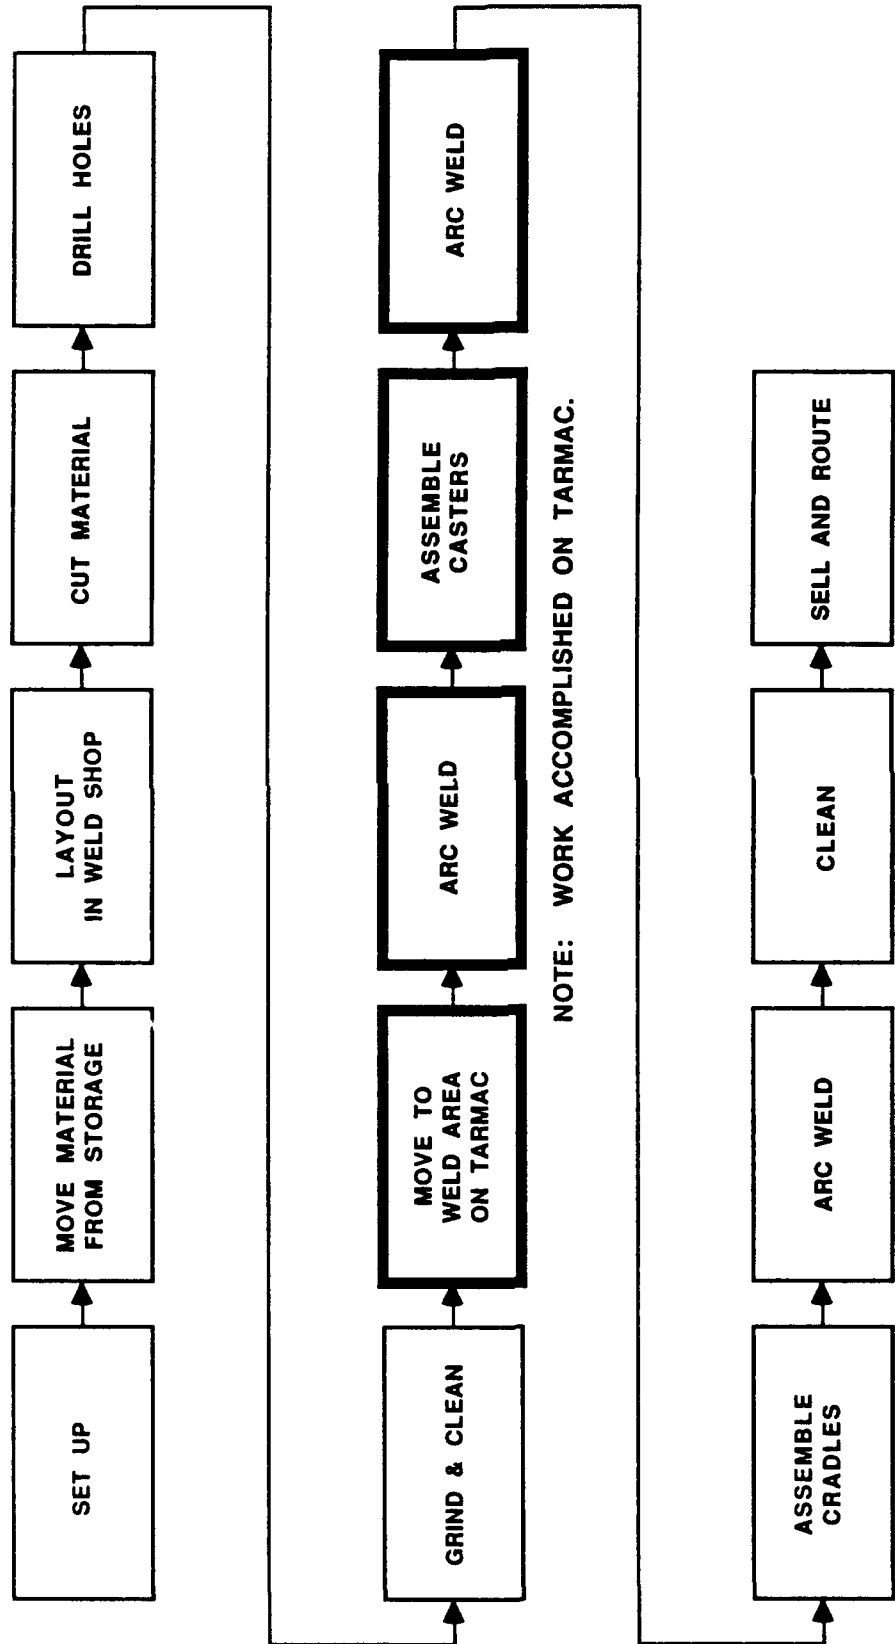 SET UP
MOVE MATERIAL
FROM STORAGE
LAYOUT
IN WELD SHOP
CUT MATERIAL
DRILL HOLES
GRIND & CLEAN
MOVE TO
WELD AREA
ON TARMAC
ARC WELD
ASSEMBLE
CASTERS
ARC WELD
NOTE: WORK ACCOMPLISHED ON TARMAC.
ASSEMBLE
CRADLES
ARC WELD
CLEAN
SELL AND ROUTE